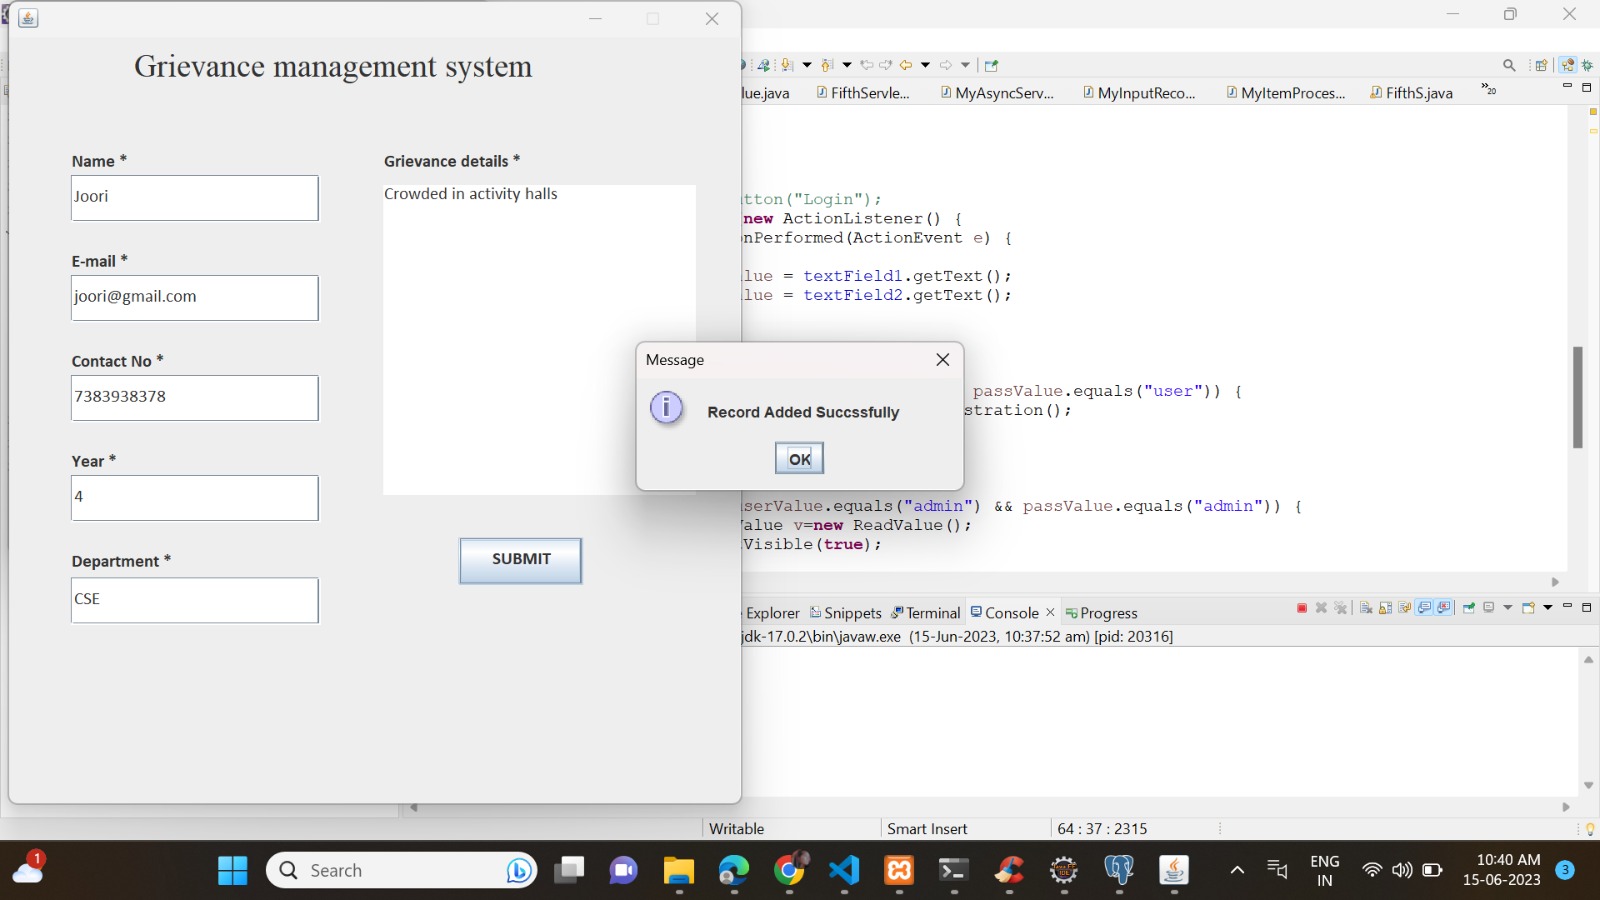 Grievance management system
Name *
Joori
E-mail *
joori@gmail.com
Contact No *
7383938378
Year *
4
Department *
CSE
Grievance details *
Crowded in activity halls
SUBMIT
Message
Record Added Succssfully
OK
lue.java FifthServle... MyAsyncServ... MyInputReco... MyItemProces... FifthS.java »20
tton("Login");
new ActionListener() {
nPerformed(ActionEvent e) {
lue = textField1.getText();
lue = textField2.getText();
passValue.equals("user")) {
stration();
serValue.equals("admin") && passValue.equals("admin")) {
alue v=new ReadValue();
Visible(true);
Explorer Snippets Terminal Console Progress
jdk-17.0.2\bin\javaw.exe (15-Jun-2023, 10:37:52 am) [pid: 20316]
Writable Smart Insert 64 : 37 : 2315
1 Search ENG IN 10:40 AM 15-06-2023 3